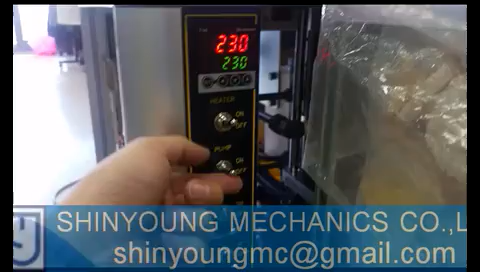 230
230
HEATER
ON
OFF
PUMP
ON
OFF
SHINYOUNG MECHANICS CO.,L
shinyoungmc@gmail.com